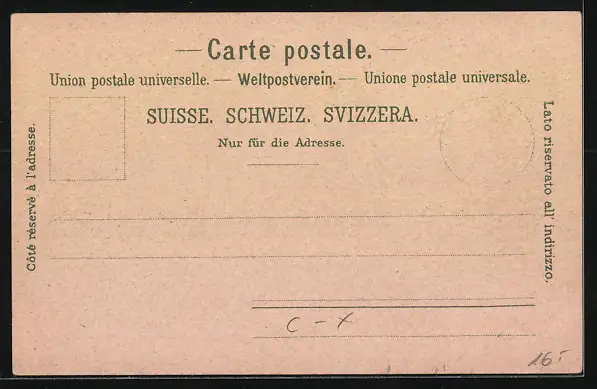 — Carte postale. —
Union postale universelle. — Weltpostverein. — Unione postale universale.
SUISSE. SCHWEIZ. SVIZZERA.
Nur für die Adresse.
Côté réservé à l'adresse.
Lato riservato all' indirizzo.
C - X
16.-